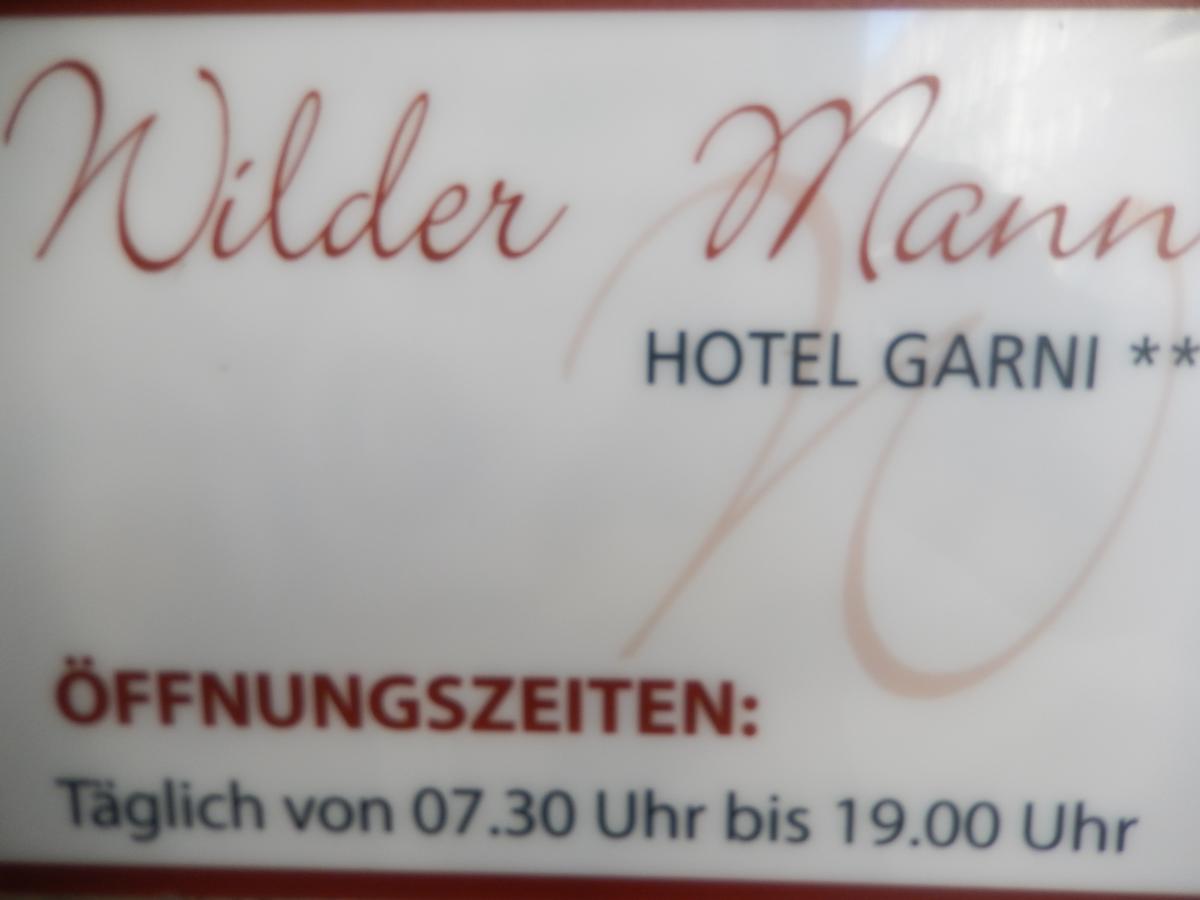 Wilder Mann
HOTEL GARNI **
ÖFFNUNGSZEITEN:
Täglich von 07.30 Uhr bis 19.00 Uhr